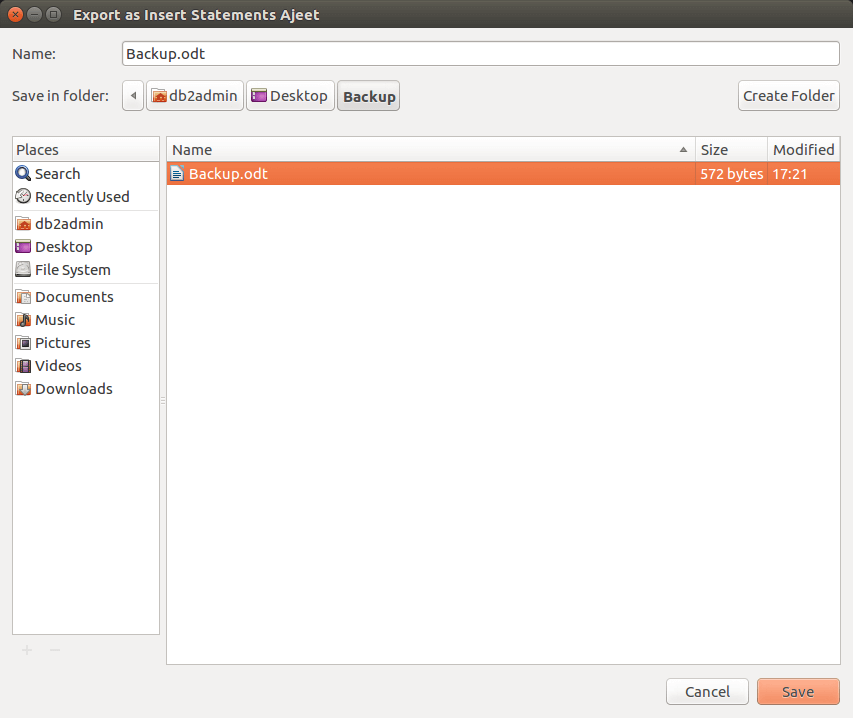 Export as Insert Statements Ajeet
Name: Backup.odt
Save in folder: db2admin Desktop Backup Create Folder
Places Name Size Modified
Search Backup.odt 572 bytes 17:21
Recently Used
db2admin
Desktop
File System
Documents
Music
Pictures
Videos
Downloads
Cancel Save